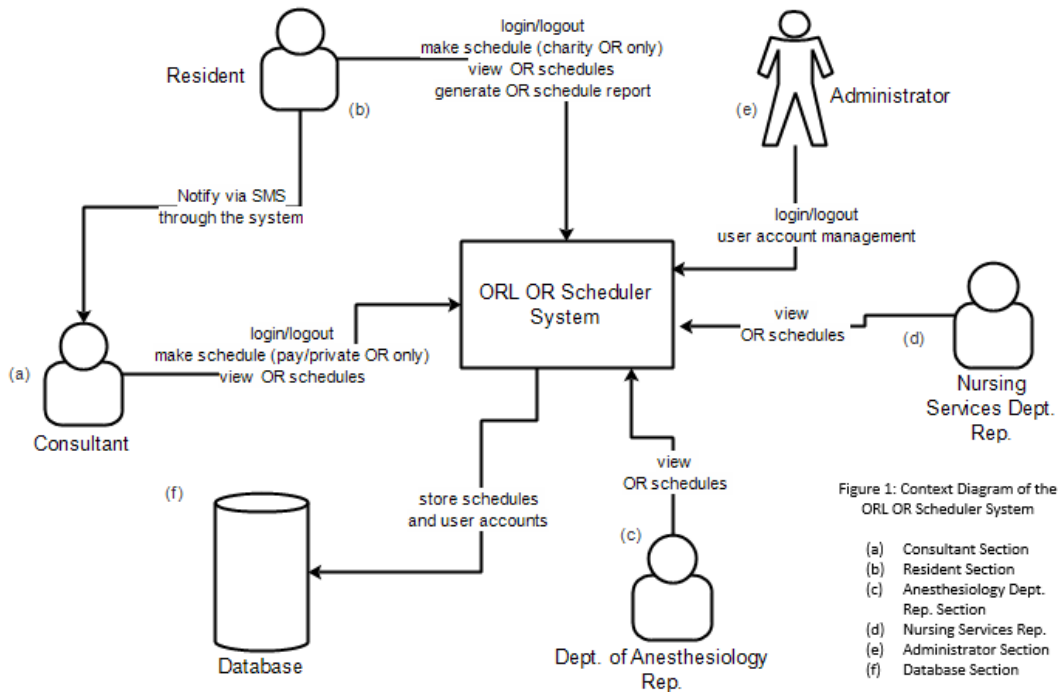 login/logout
make schedule (charity OR only)
view OR schedules
generate OR schedule report
Resident
(b)
(e)
Administrator
Notify via SMS
through the system
login/logout
user account management
ORL OR Scheduler
System
view
OR schedules
(d)
Nursing
Services Dept.
Rep.
login/logout
make schedule (pay/private OR only)
view OR schedules
(a)
Consultant
(f)
store schedules
and user accounts
Database
view
OR schedules
(c)
Dept. of Anesthesiology
Rep.
Figure 1: Context Diagram of the
ORL OR Scheduler System
(a) Consultant Section
(b) Resident Section
(c) Anesthesiology Dept.
Rep. Section
(d) Nursing Services Rep.
(e) Administrator Section
(f) Database Section